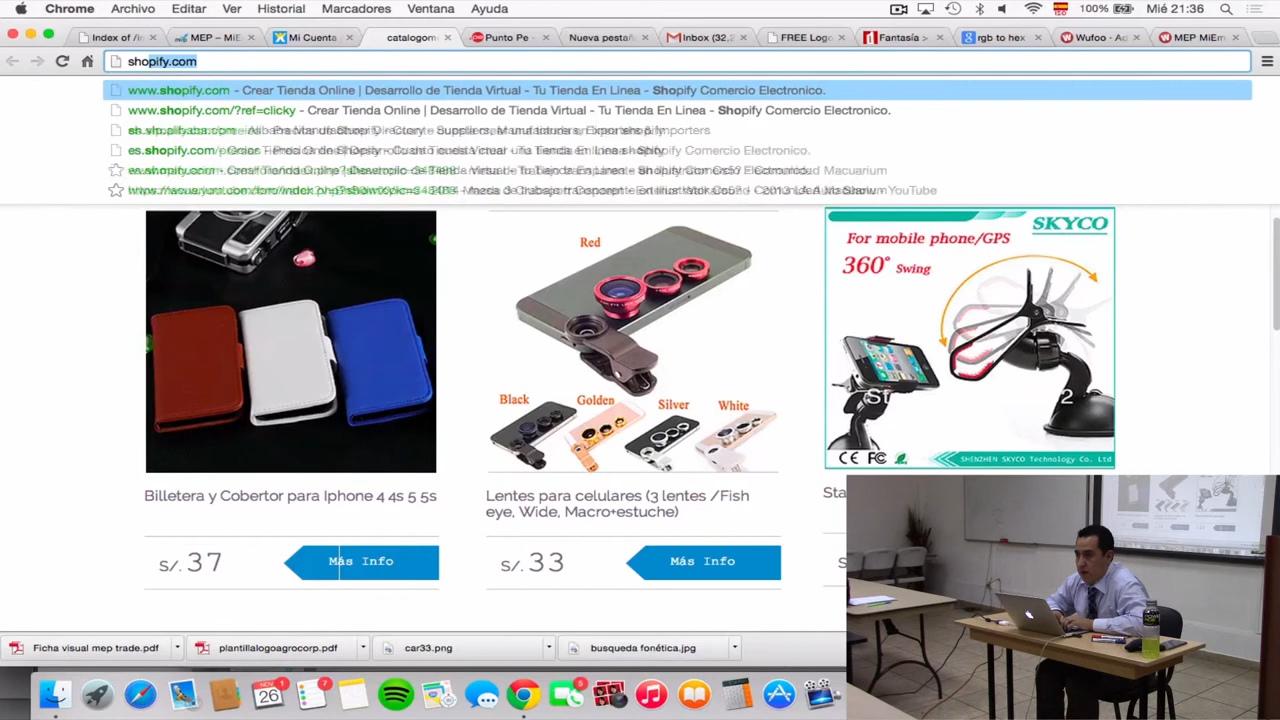 Chrome Archivo Editar Ver Historial Marcadores Ventana Ayuda 100% Mié 21:36
Index of /in MEP – MiE Mi Cuenta catalogom Punto Pe - Nueva pestañ Inbox (32, FREE Logo Fantasía > rgb to hex Wufoo - Ad MEP MiEm
shopify.com
www.shopify.com - Crear Tienda Online | Desarrollo de Tienda Virtual - Tu Tienda En Linea - Shopify Comercio Electronico.
www.shopify.com/?ref=clicky - Crear Tienda Online | Desarrollo de Tienda Virtual - Tu Tienda En Linea - Shopify Comercio Electronico.
Red
Black Golden Silver White
SKYCO
For mobile phone/GPS
360° Swing
CE FC SHENZHEN SKYCO Technology Co. Ltd
Billetera y Cobertor para Iphone 4 4s 5 5s
Lentes para celulares (3 lentes /Fish
eye, Wide, Macro+estuche)
s/. 37 Más Info
s/. 33 Más Info
Ficha visual mep trade.pdf plantillalogoagrocorp.pdf car33.png busqueda fonética.jpg
NOV 26